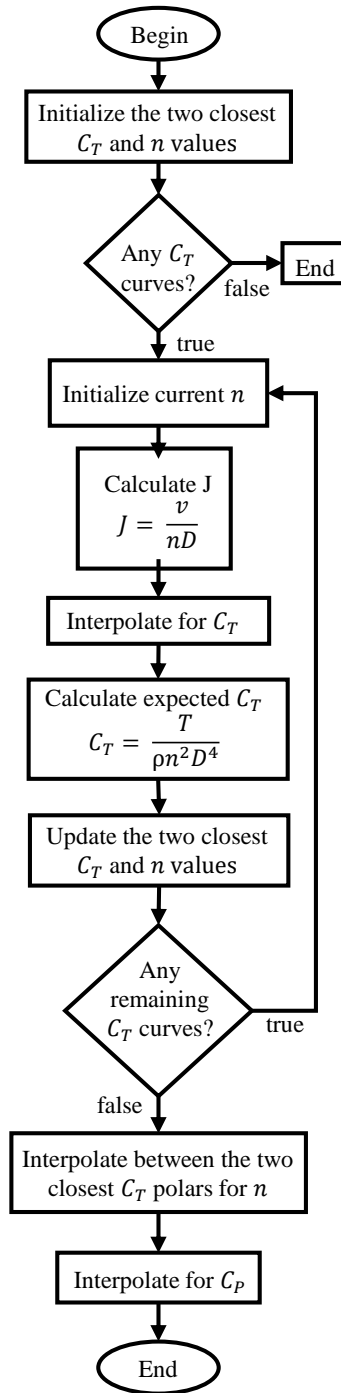 Begin
Initialize the two closest
C_T and n values
Any C_T
curves?
false
End
true
Initialize current n
Calculate J
J = v / nD
Interpolate for C_T
Calculate expected C_T
C_T = T / ρn²D⁴
Update the two closest
C_T and n values
Any
remaining
C_T curves?
true
false
Interpolate between the two
closest C_T polars for n
Interpolate for C_P
End